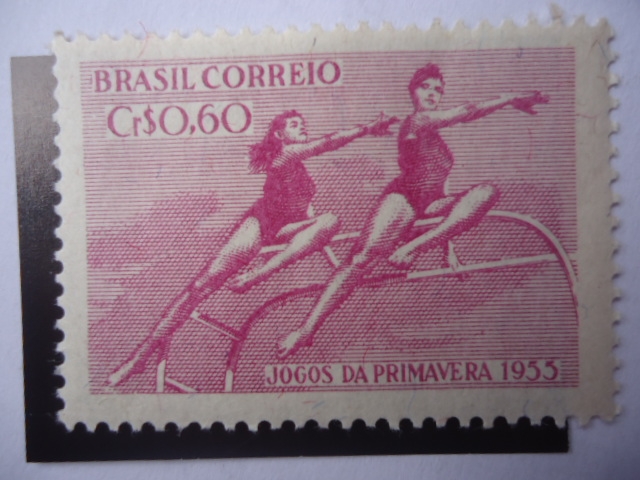 BRASIL CORREIO
Cr$0,60
JOGOS DA PRIMAVERA 1955